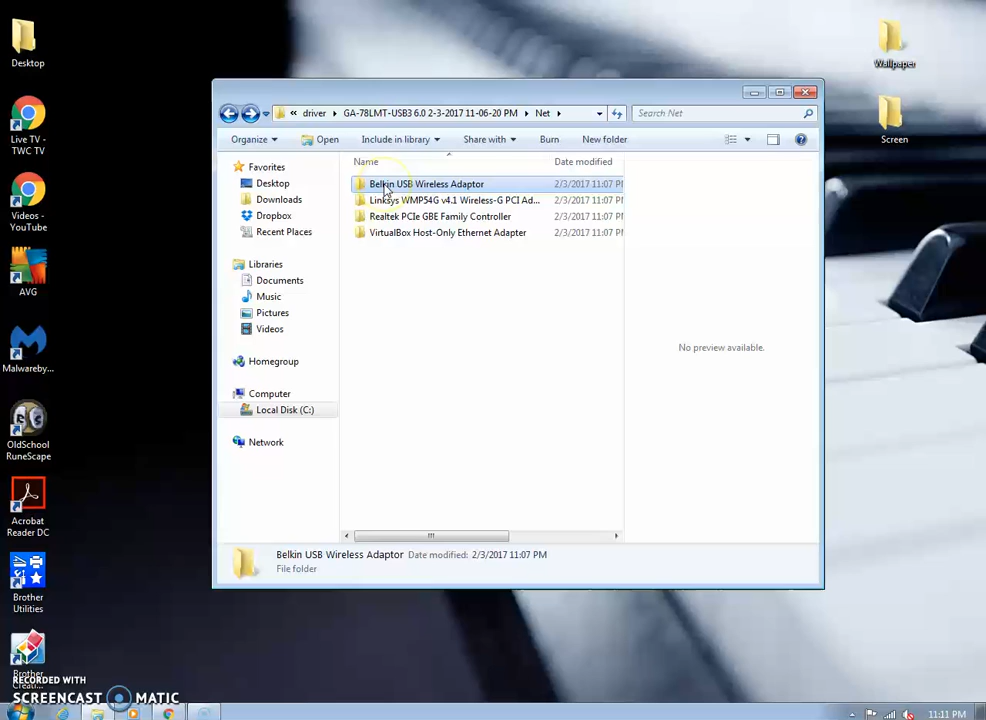 Desktop
Live TV -
TWC TV
Videos -
YouTube
AVG
Malwareby...
OldSchool
RuneScape
Acrobat
Reader DC
Brother
Utilities
Brother
Creati...
Wallpaper
Screen
« driver ▸ GA-78LMT-USB3 6.0 2-3-2017 11-06-20 PM ▸ Net ▸
Search Net
Organize ▾ Open Include in library ▾ Share with ▾ Burn New folder
Name Date modified
Favorites
Desktop
Downloads
Dropbox
Recent Places
Libraries
Documents
Music
Pictures
Videos
Homegroup
Computer
Local Disk (C:)
Network
Belkin USB Wireless Adaptor 2/3/2017 11:07 PM
Linksys WMP54G v4.1 Wireless-G PCI Ad... 2/3/2017 11:07 PM
Realtek PCIe GBE Family Controller 2/3/2017 11:07 PM
VirtualBox Host-Only Ethernet Adapter 2/3/2017 11:07 PM
No preview available.
Belkin USB Wireless Adaptor Date modified: 2/3/2017 11:07 PM
File folder
RECORDED WITH
SCREENCAST MATIC
11:11 PM